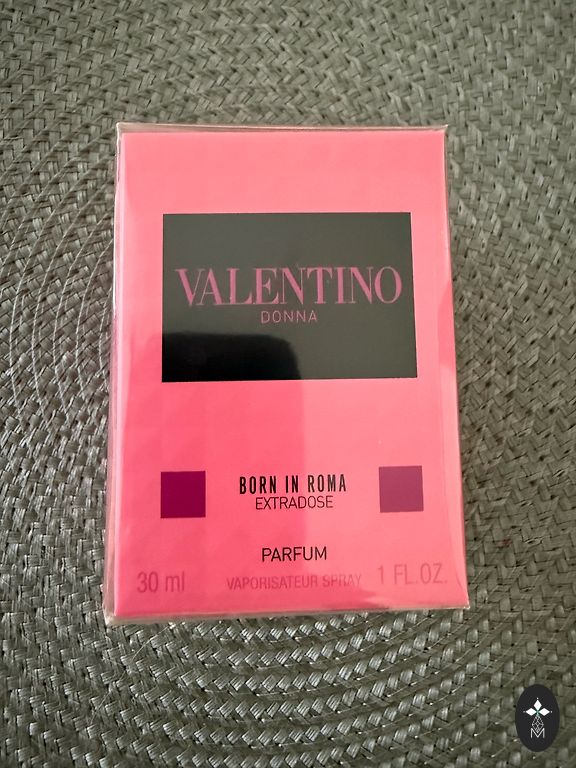 VALENTINO
DONNA
BORN IN ROMA
EXTRADOSE
PARFUM
30 ml VAPORISATEUR SPRAY 1 FL.OZ.